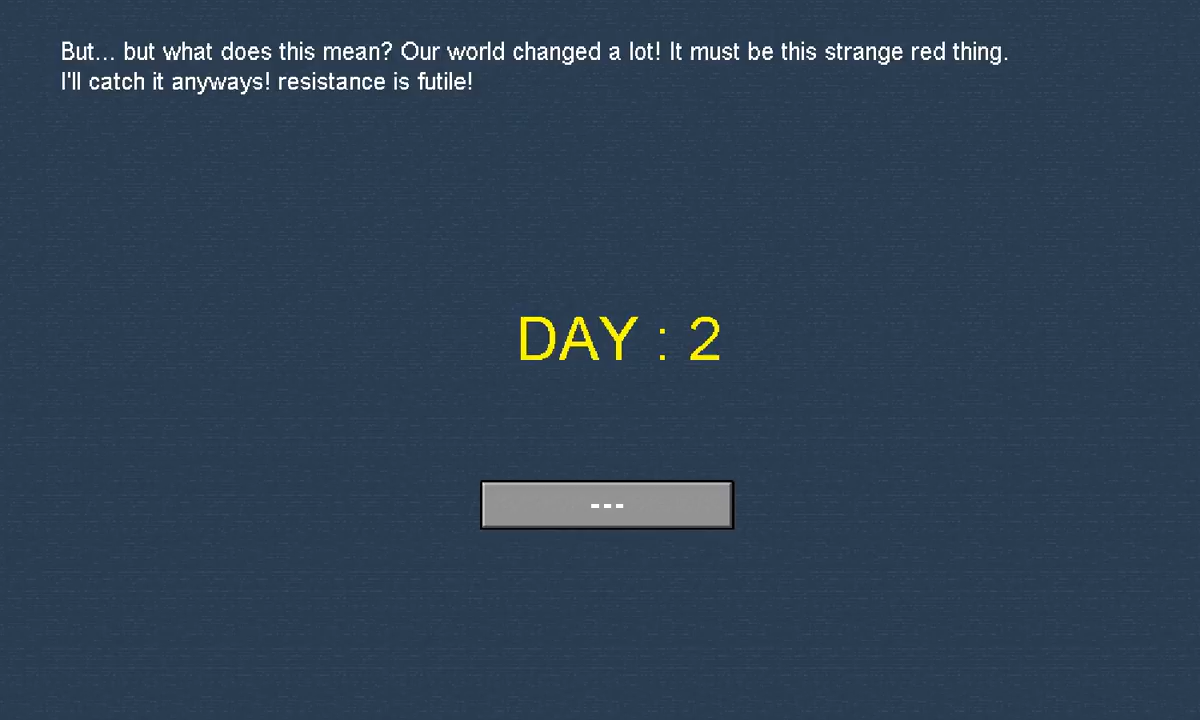 But... but what does this mean? Our world changed a lot! It must be this strange red thing.
I'll catch it anyways! resistance is futile!
DAY : 2
---